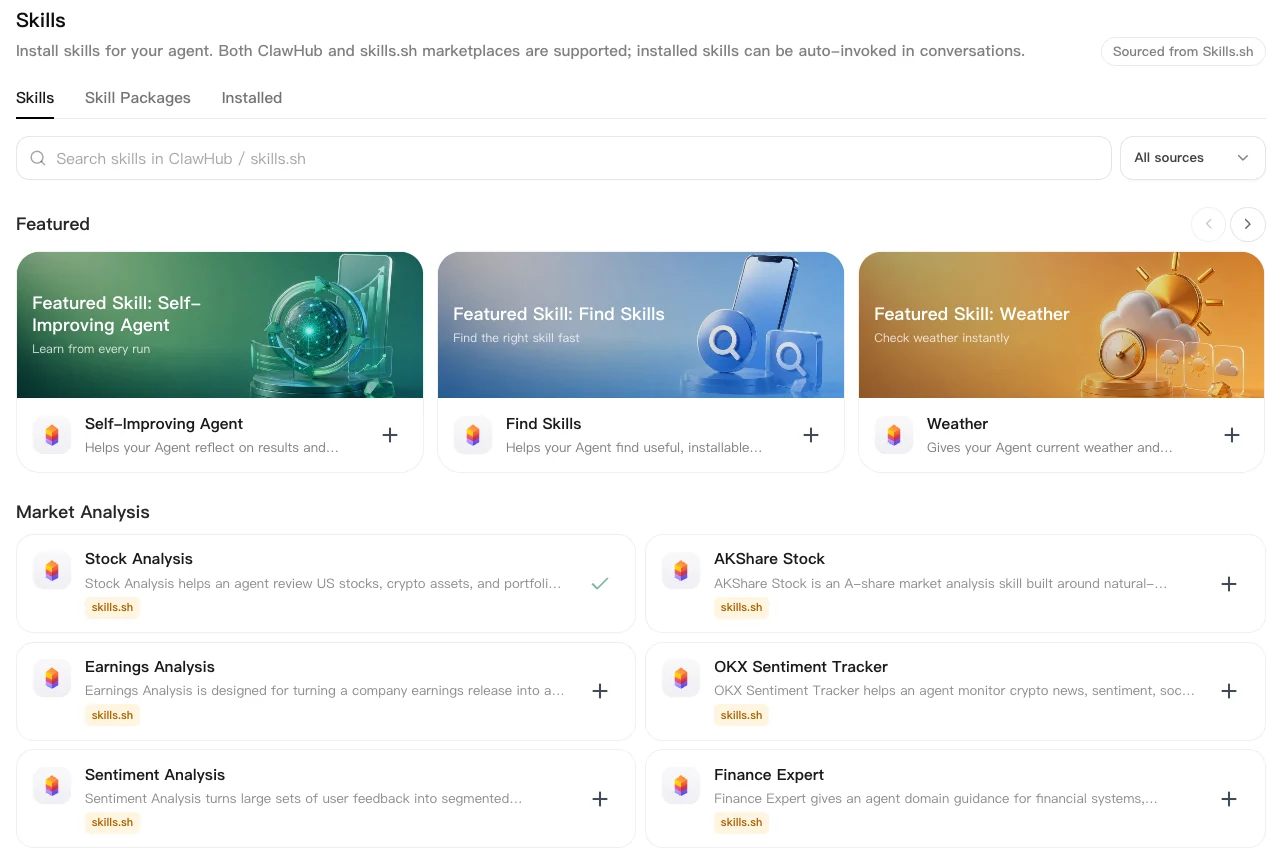 Skills
Install skills for your agent. Both ClawHub and skills.sh marketplaces are supported; installed skills can be auto-invoked in conversations.
Sourced from Skills.sh
Skills
Skill Packages
Installed
Search skills in ClawHub / skills.sh
All sources
Featured
Featured Skill: Self-
Improving Agent
Learn from every run
Featured Skill: Find Skills
Find the right skill fast
Featured Skill: Weather
Check weather instantly
Self-Improving Agent
Helps your Agent reflect on results and...
Find Skills
Helps your Agent find useful, installable...
Weather
Gives your Agent current weather and...
Market Analysis
Stock Analysis
Stock Analysis helps an agent review US stocks, crypto assets, and portfoli...
skills.sh
AKShare Stock
AKShare Stock is an A-share market analysis skill built around natural-...
skills.sh
Earnings Analysis
Earnings Analysis is designed for turning a company earnings release into a...
skills.sh
OKX Sentiment Tracker
OKX Sentiment Tracker helps an agent monitor crypto news, sentiment, soc...
skills.sh
Sentiment Analysis
Sentiment Analysis turns large sets of user feedback into segmented...
skills.sh
Finance Expert
Finance Expert gives an agent domain guidance for financial systems,...
skills.sh